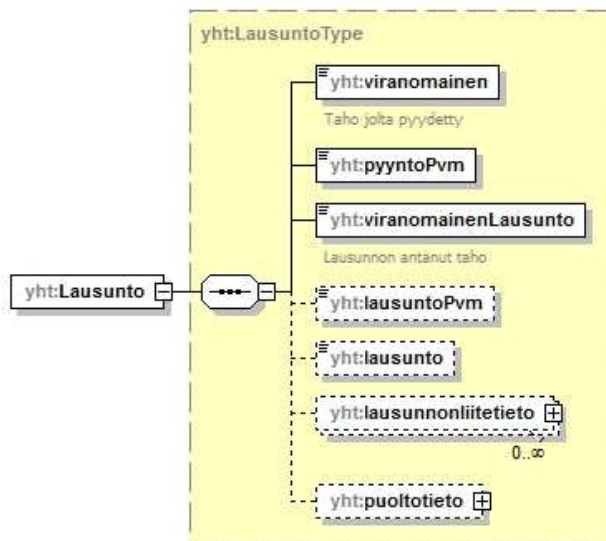 yht:LausuntoType
yht:viranomainen
Taho jolta pyydetty
yht:pyyntoPvm
yht:viranomainenLausunto
Lausunnon antanut taho
yht:Lausunto
yht:lausuntoPvm
yht:lausunto
yht:lausunnonliitetieto
0..∞
yht:puoltotieto